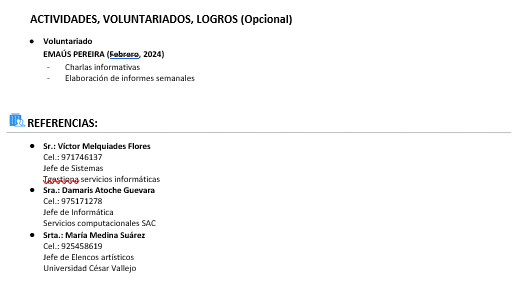 ACTIVIDADES, VOLUNTARIADOS, LOGROS (Opcional)
• Voluntariado
EMAÚS PEREIRA (Febrero, 2024)
- Charlas informativas
- Elaboración de informes semanales
REFERENCIAS:
• Sr.: Víctor Melquiades Flores
Cel.: 971746137
Jefe de Sistemas
Tgestiona servicios informáticas
• Sra.: Damaris Atoche Guevara
Cel.: 975171278
Jefe de Informática
Servicios computacionales SAC
• Srta.: María Medina Suárez
Cel.: 925458619
Jefe de Elencos artísticos
Universidad César Vallejo